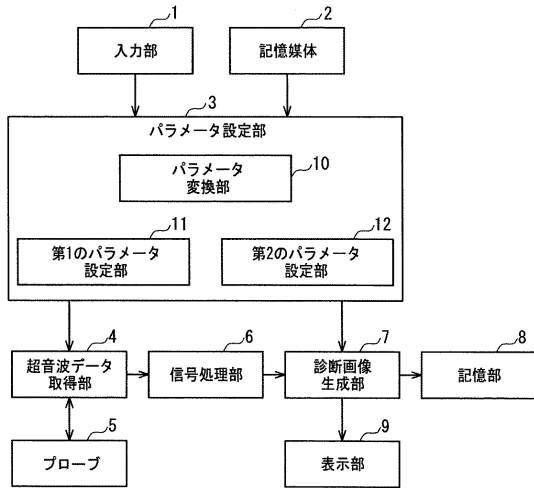 1
2
入力部
記憶媒体
3
パラメータ設定部
パラメータ
変換部
10
11
12
第1のパラメータ
設定部
第2のパラメータ
設定部
4
6
7
8
超音波データ
取得部
信号処理部
診断画像
生成部
記憶部
5
9
プローブ
表示部